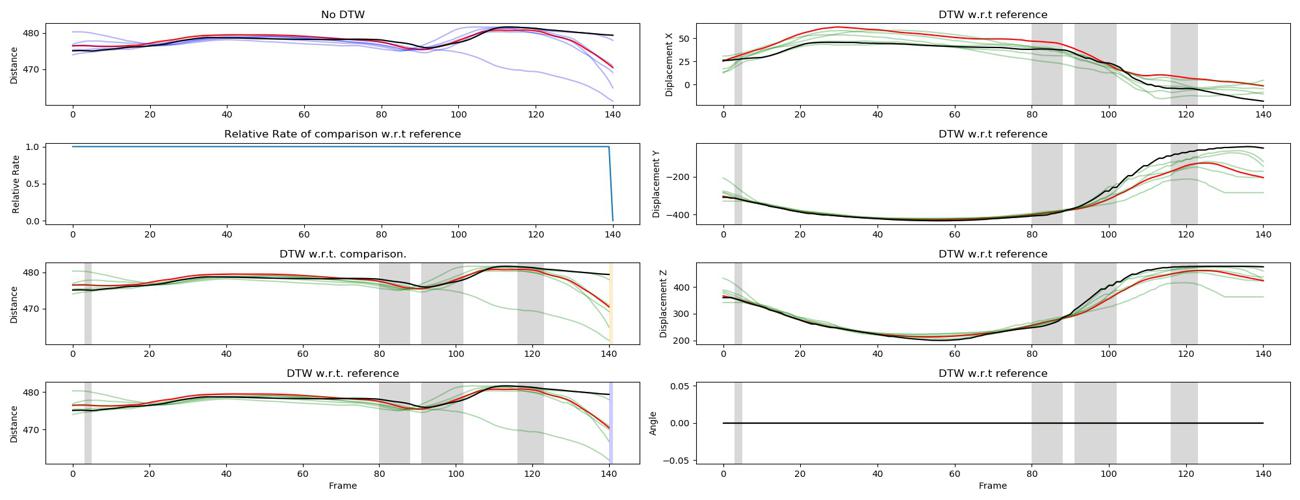 No DTW
480
470
Distance
0 20 40 60 80 100 120 140
Relative Rate of comparison w.r.t reference
1.0
0.5
0.0
Relative Rate
0 20 40 60 80 100 120 140
DTW w.r.t. comparison.
480
470
Distance
0 20 40 60 80 100 120 140
DTW w.r.t. reference
480
470
Distance
0 20 40 60 80 100 120 140
Frame
DTW w.r.t reference
50
25
0
Diplacement X
0 20 40 60 80 100 120 140
DTW w.r.t reference
−200
−400
Displacement Y
0 20 40 60 80 100 120 140
DTW w.r.t reference
400
300
200
Displacement Z
0 20 40 60 80 100 120 140
DTW w.r.t reference
0.05
0.00
−0.05
Angle
0 20 40 60 80 100 120 140
Frame